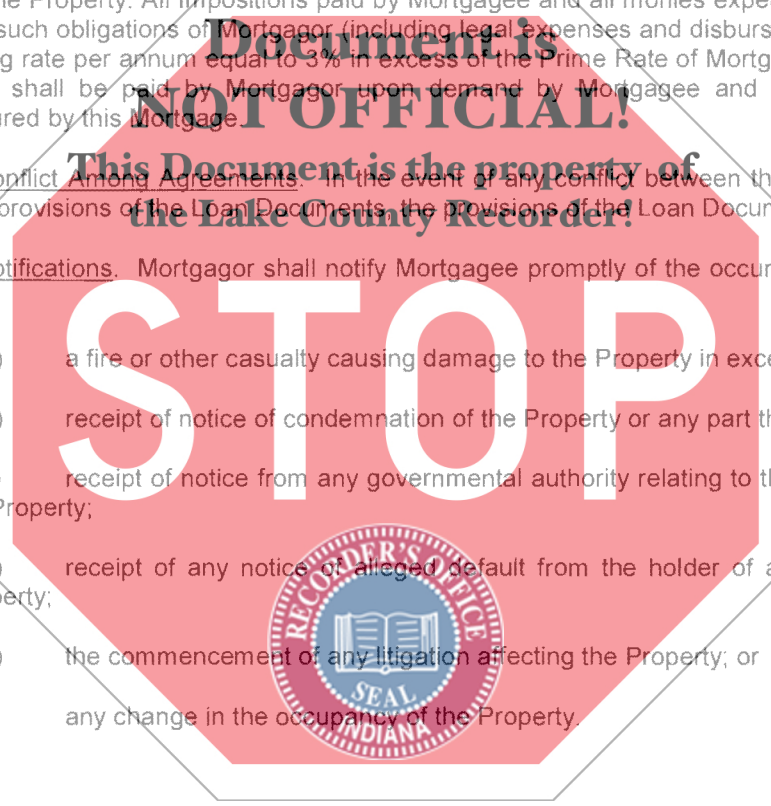 he Property. All Impositions paid by Mortgagee and all monies expe
Document is
such obligations of Mortgagor (including legal expenses and disburs
g rate per annum equal to 3% in excess of the Prime Rate of Mortg
NOT OFFICIAL!
shall be paid by Mortgagor upon demand by Mortgagee and
ured by this Mortgage.
This Document is the property of
onflict Among Agreements. In the event of any conflict between th
the Lake County Recorder!
provisions of the Loan Documents, the provisions of the Loan Docum
otifications. Mortgagor shall notify Mortgagee promptly of the occur
STOP
) a fire or other casualty causing damage to the Property in exce
) receipt of notice of condemnation of the Property or any part th
receipt of notice from any governmental authority relating to th
Property;
) receipt of any notice of alleged default from the holder of a
perty;
) the commencement of any litigation affecting the Property; or
any change in the occupancy of the Property.
RECORDER'S OFFICE
SEAL
INDIANA